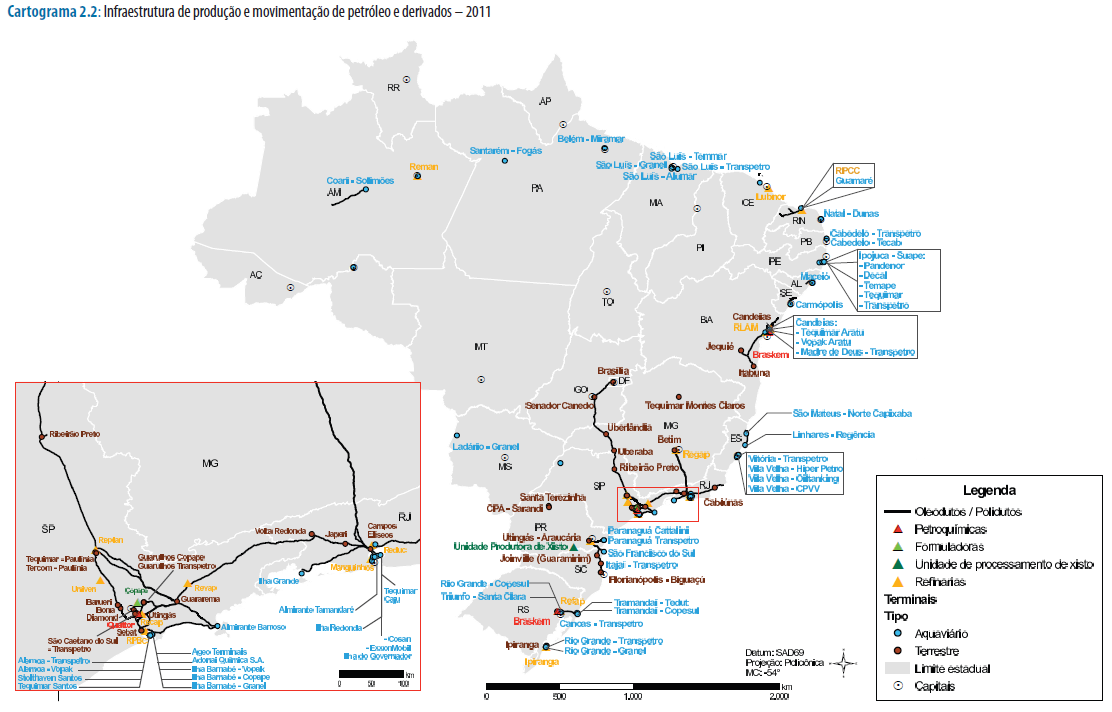 Cartograma 2.2: Infraestrutura de produção e movimentação de petróleo e derivados – 2011
RR
AP
Belém - Miramar
Santarém - Fogás
São Luís - Temmar
São Luís - Granel
São Luís - Transpetro
São Luís - Alumar
Reman
Coari - Solimões
AM
PA
MA
CE
Lubnor
RIPCC
Guamaré
RN
Natal - Dunas
Cabedelo - Transpetro
Cabedelo - Tecab
PB
PI
PE
Ipojuca - Suape:
- Pandenor
- Decal
- Temape
- Tequimar
- Transpetro
AC
Maceió
AL
SE
Carmópolis
TO
BA
Candeias
RLAM
Candeias:
- Tequimar Aratu
- Vopak Aratu
- Madre de Deus - Transpetro
Jequié
Braskem
Itabuna
MT
Brasília
GO
DF
Senador Canedo
Tequimar Montes Claros
São Mateus - Norte Capixaba
Uberlândia
MG
Betim
ES
Linhares - Regência
Ladário - Granel
Uberaba
Regap
Vitória - Transpetro
Vila Velha - Hiper Petro
Vila Velha - Oiltanking
Vila Velha - CPVV
MS
Ribeirão Preto
SP
RJ
Cabiúnas
Santa Terezinha
CPA - Sarandi
PR
Utingás - Araucária
Paranaguá Cattalini
Paranaguá Transpetro
Unidade Produtora de Xisto
São Francisco do Sul
Joinville (Guaramirim)
Itajaí - Transpetro
SC
Florianópolis - Biguaçú
Rio Grande - Copesul
Triunfo - Santa Clara
Refap
Tramandaí - Tedut
Tramandaí - Copesul
RS
Braskem
Canoas - Transpetro
Ipiranga
Rio Grande - Transpetro
Rio Grande - Granel
Ipiranga
Ribeirão Preto
MG
SP
RJ
Replan
Volta Redonda
Japeri
Campos
Elíseos
Tequimar - Paulínia
Tercom - Paulínia
Guarulhos Copape
Guarulhos Transpetro
Manguinhos
Reduc
Univen
Copape
Revap
Ilha Grande
Tequimar
Caju
Barueri
Bona
Diamond
Guararema
Almirante Tamandaré
Utingás
Sebat
Almirante Barroso
Ilha Redonda
São Caetano do Sul
- Transpetro
RPBC
- Cosan
- ExxonMobil
Ilha do Governador
Alemoa - Transpetro
Alemoa - Vopak
Stolthaven Santos
Tequimar Santos
Ageo Terminais
Adonai Química S.A.
Ilha Barnabé - Vopak
Ilha Barnabé - Copape
Ilha Barnabé - Granel
0
50
100
km
Datum: SAD69
Projeção: Policônica
MC: -54°
0
500
1.000
2.000
km
Legenda
Oleodutos / Polidutos
Petroquímicas
Formuladoras
Unidade de processamento de xisto
Refinarias
Terminais
Tipo
Aquaviário
Terrestre
Limite estadual
Capitais